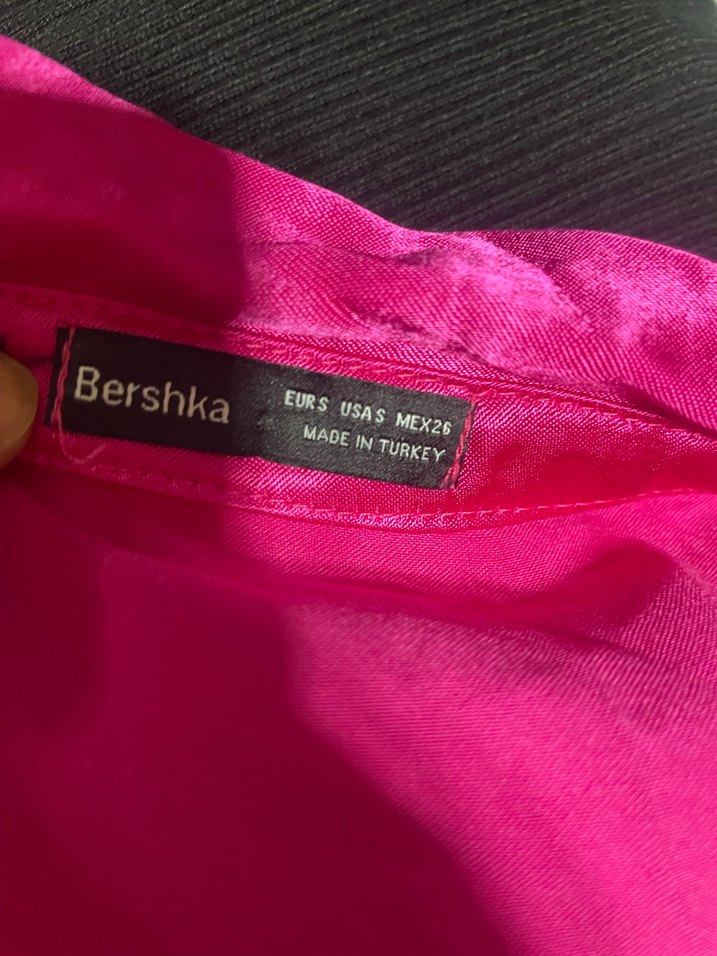 Bershka
EUR S USA S MEX 26
MADE IN TURKEY